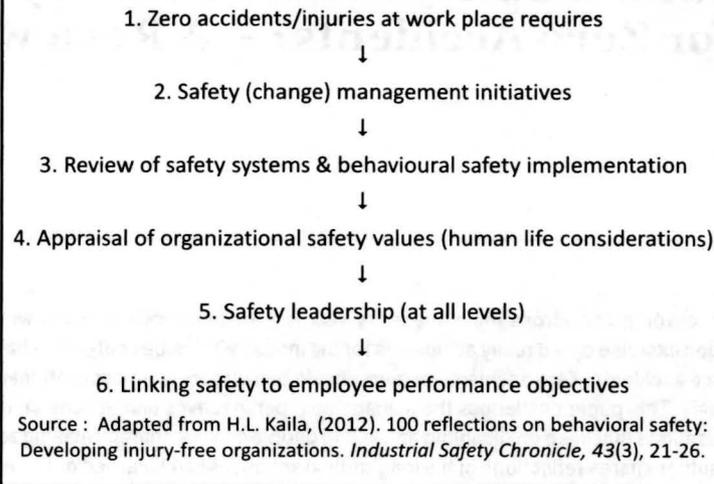 1. Zero accidents/injuries at work place requires
↓
2. Safety (change) management initiatives
↓
3. Review of safety systems & behavioural safety implementation
↓
4. Appraisal of organizational safety values (human life considerations)
↓
5. Safety leadership (at all levels)
↓
6. Linking safety to employee performance objectives
Source : Adapted from H.L. Kaila, (2012). 100 reflections on behavioral safety:
Developing injury-free organizations. Industrial Safety Chronicle, 43(3), 21-26.